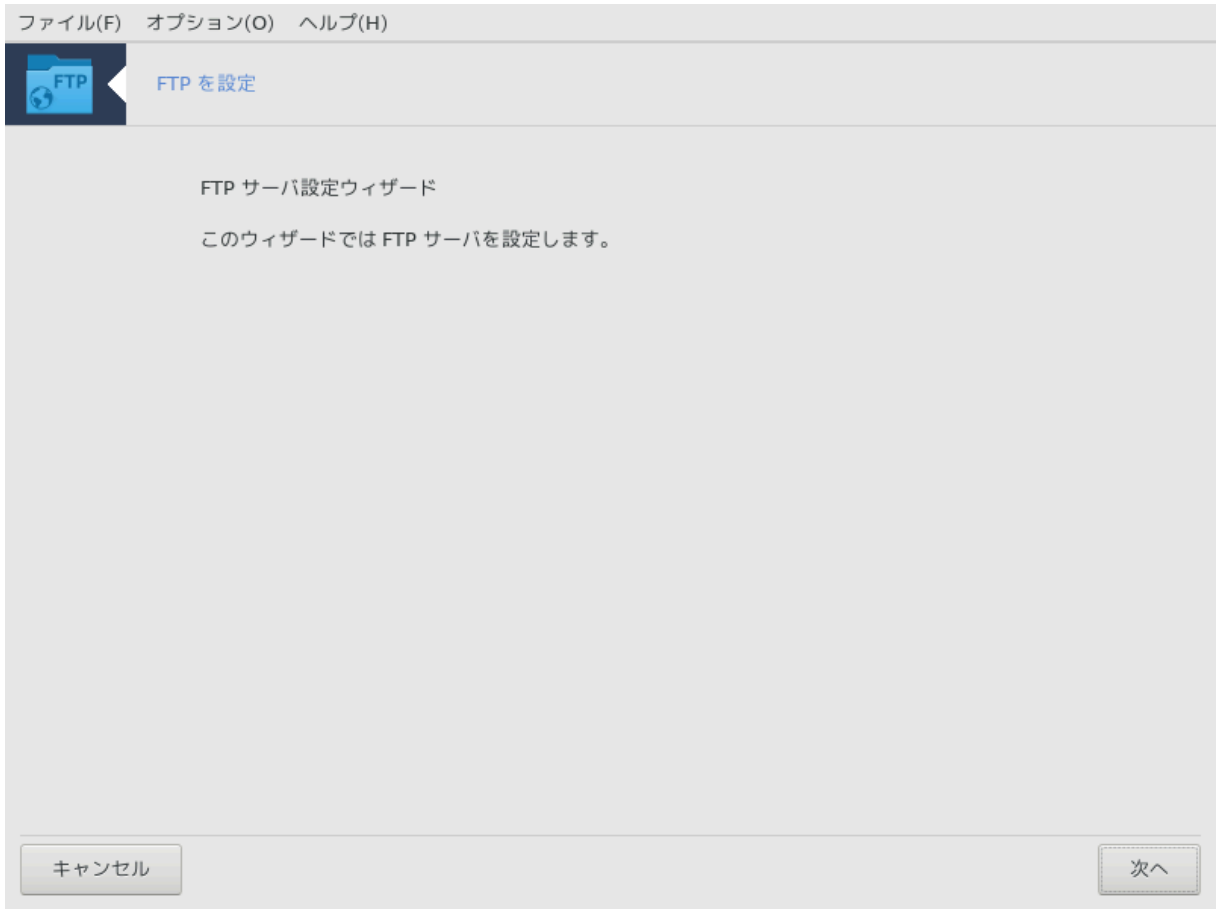 ファイル(F) オプション(O) ヘルプ(H)
FTP
FTP を設定
FTP サーバ設定ウィザード
このウィザードでは FTP サーバを設定します。
キャンセル
次へ